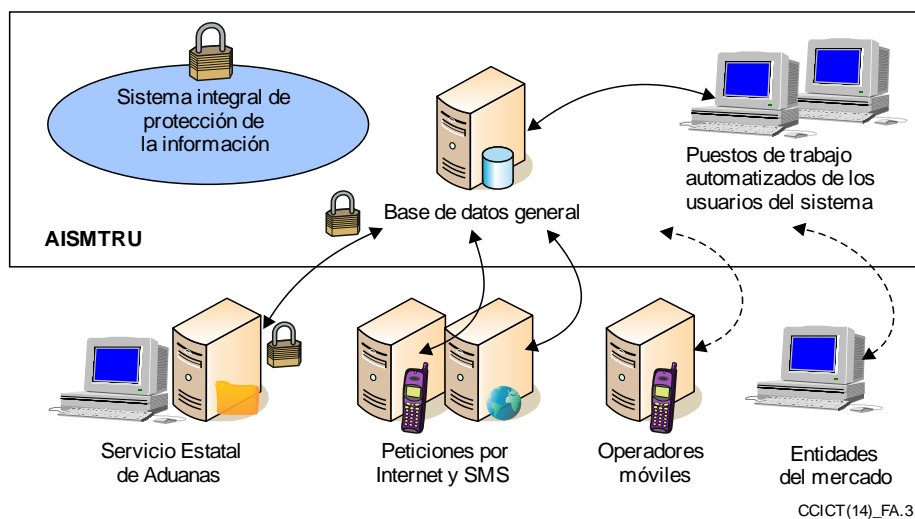 Sistema integral de
protección de
la información
Puestos de trabajo
automatizados de los
usuarios del sistema
Base de datos general
AISMTRU
Servicio Estatal
de Aduanas
Peticiones por
Internet y SMS
Operadores
móviles
Entidades
del mercado
CCICT(14)_FA.3